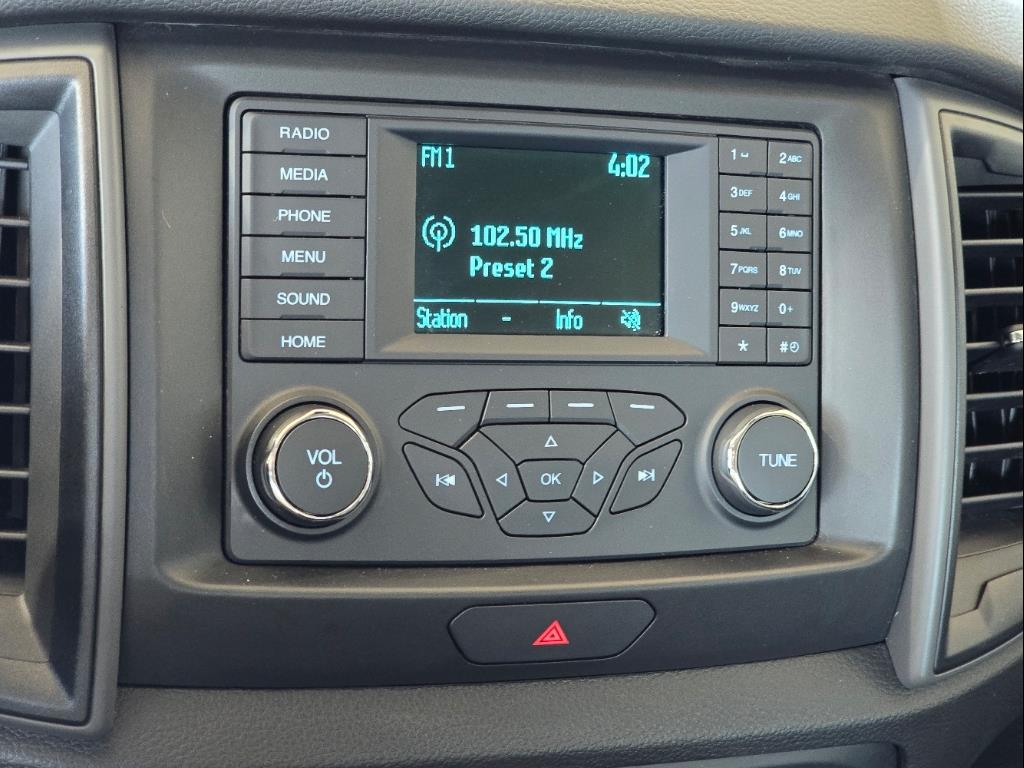 RADIO
MEDIA
PHONE
MENU
SOUND
HOME
FM1 4:02
102.50 MHz
Preset 2
Station - Info
1 2ABC
3DEF 4GHI
5JKL 6MNO
7PQRS 8TUV
9WXYZ 0+
* #
VOL
OK
TUNE